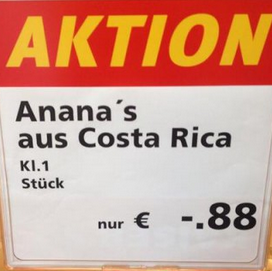 AKTION
Anana´s
aus Costa Rica
Kl.1
Stück
nur € -.88